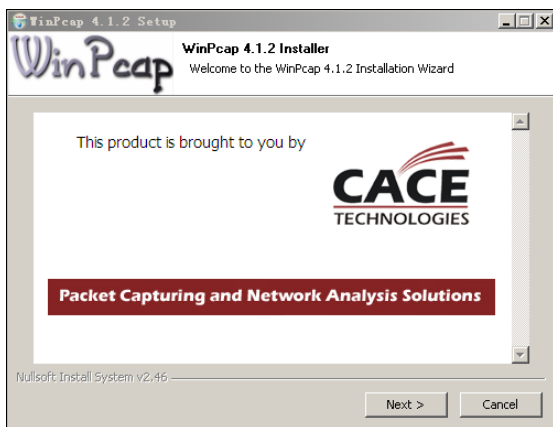 WinPcap 4.1.2 Setup
WinPcap
WinPcap 4.1.2 Installer
Welcome to the WinPcap 4.1.2 Installation Wizard
This product is brought to you by
CACE
TECHNOLOGIES
Packet Capturing and Network Analysis Solutions
Nullsoft Install System v2.46
Next >
Cancel